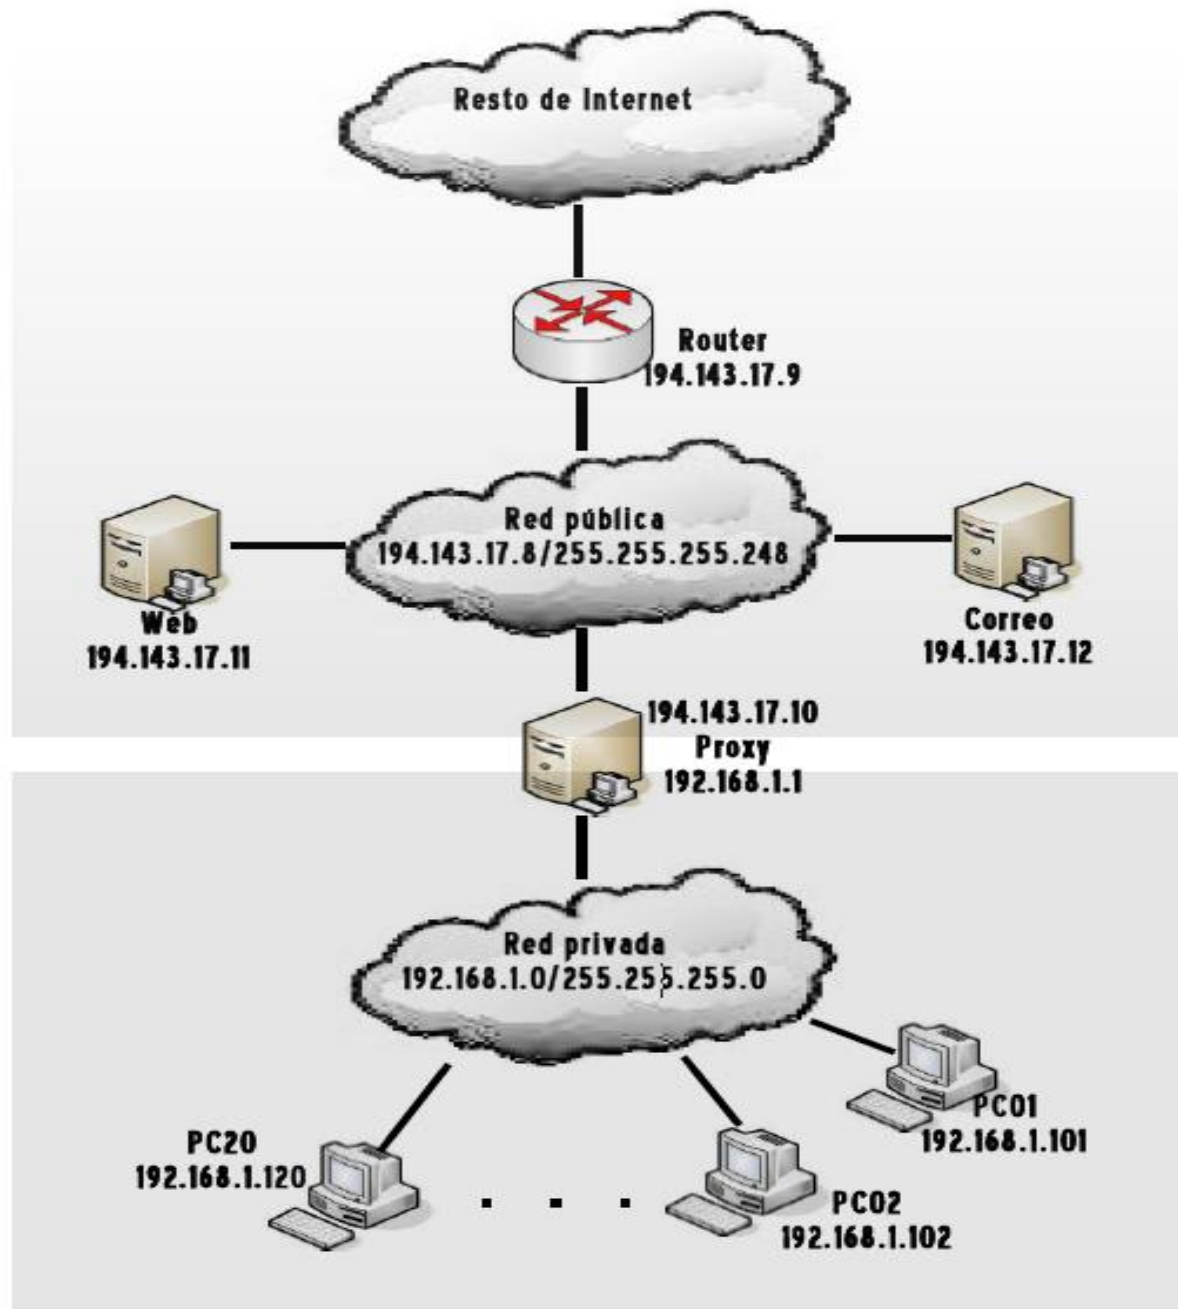 Resto de Internet
Router
194.143.17.9
Red pública
194.143.17.8/255.255.255.248
Web
194.143.17.11
Correo
194.143.17.12
194.143.17.10
Proxy
192.168.1.1
Red privada
192.168.1.0/255.255.255.0
PC01
192.168.1.101
PC20
192.168.1.120
. . .
PC02
192.168.1.102